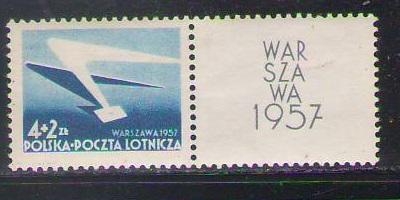 4+2 ZŁ
WARSZAWA 1957
POLSKA·POCZTA LOTNICZA
WAR
SZA
WA
1957